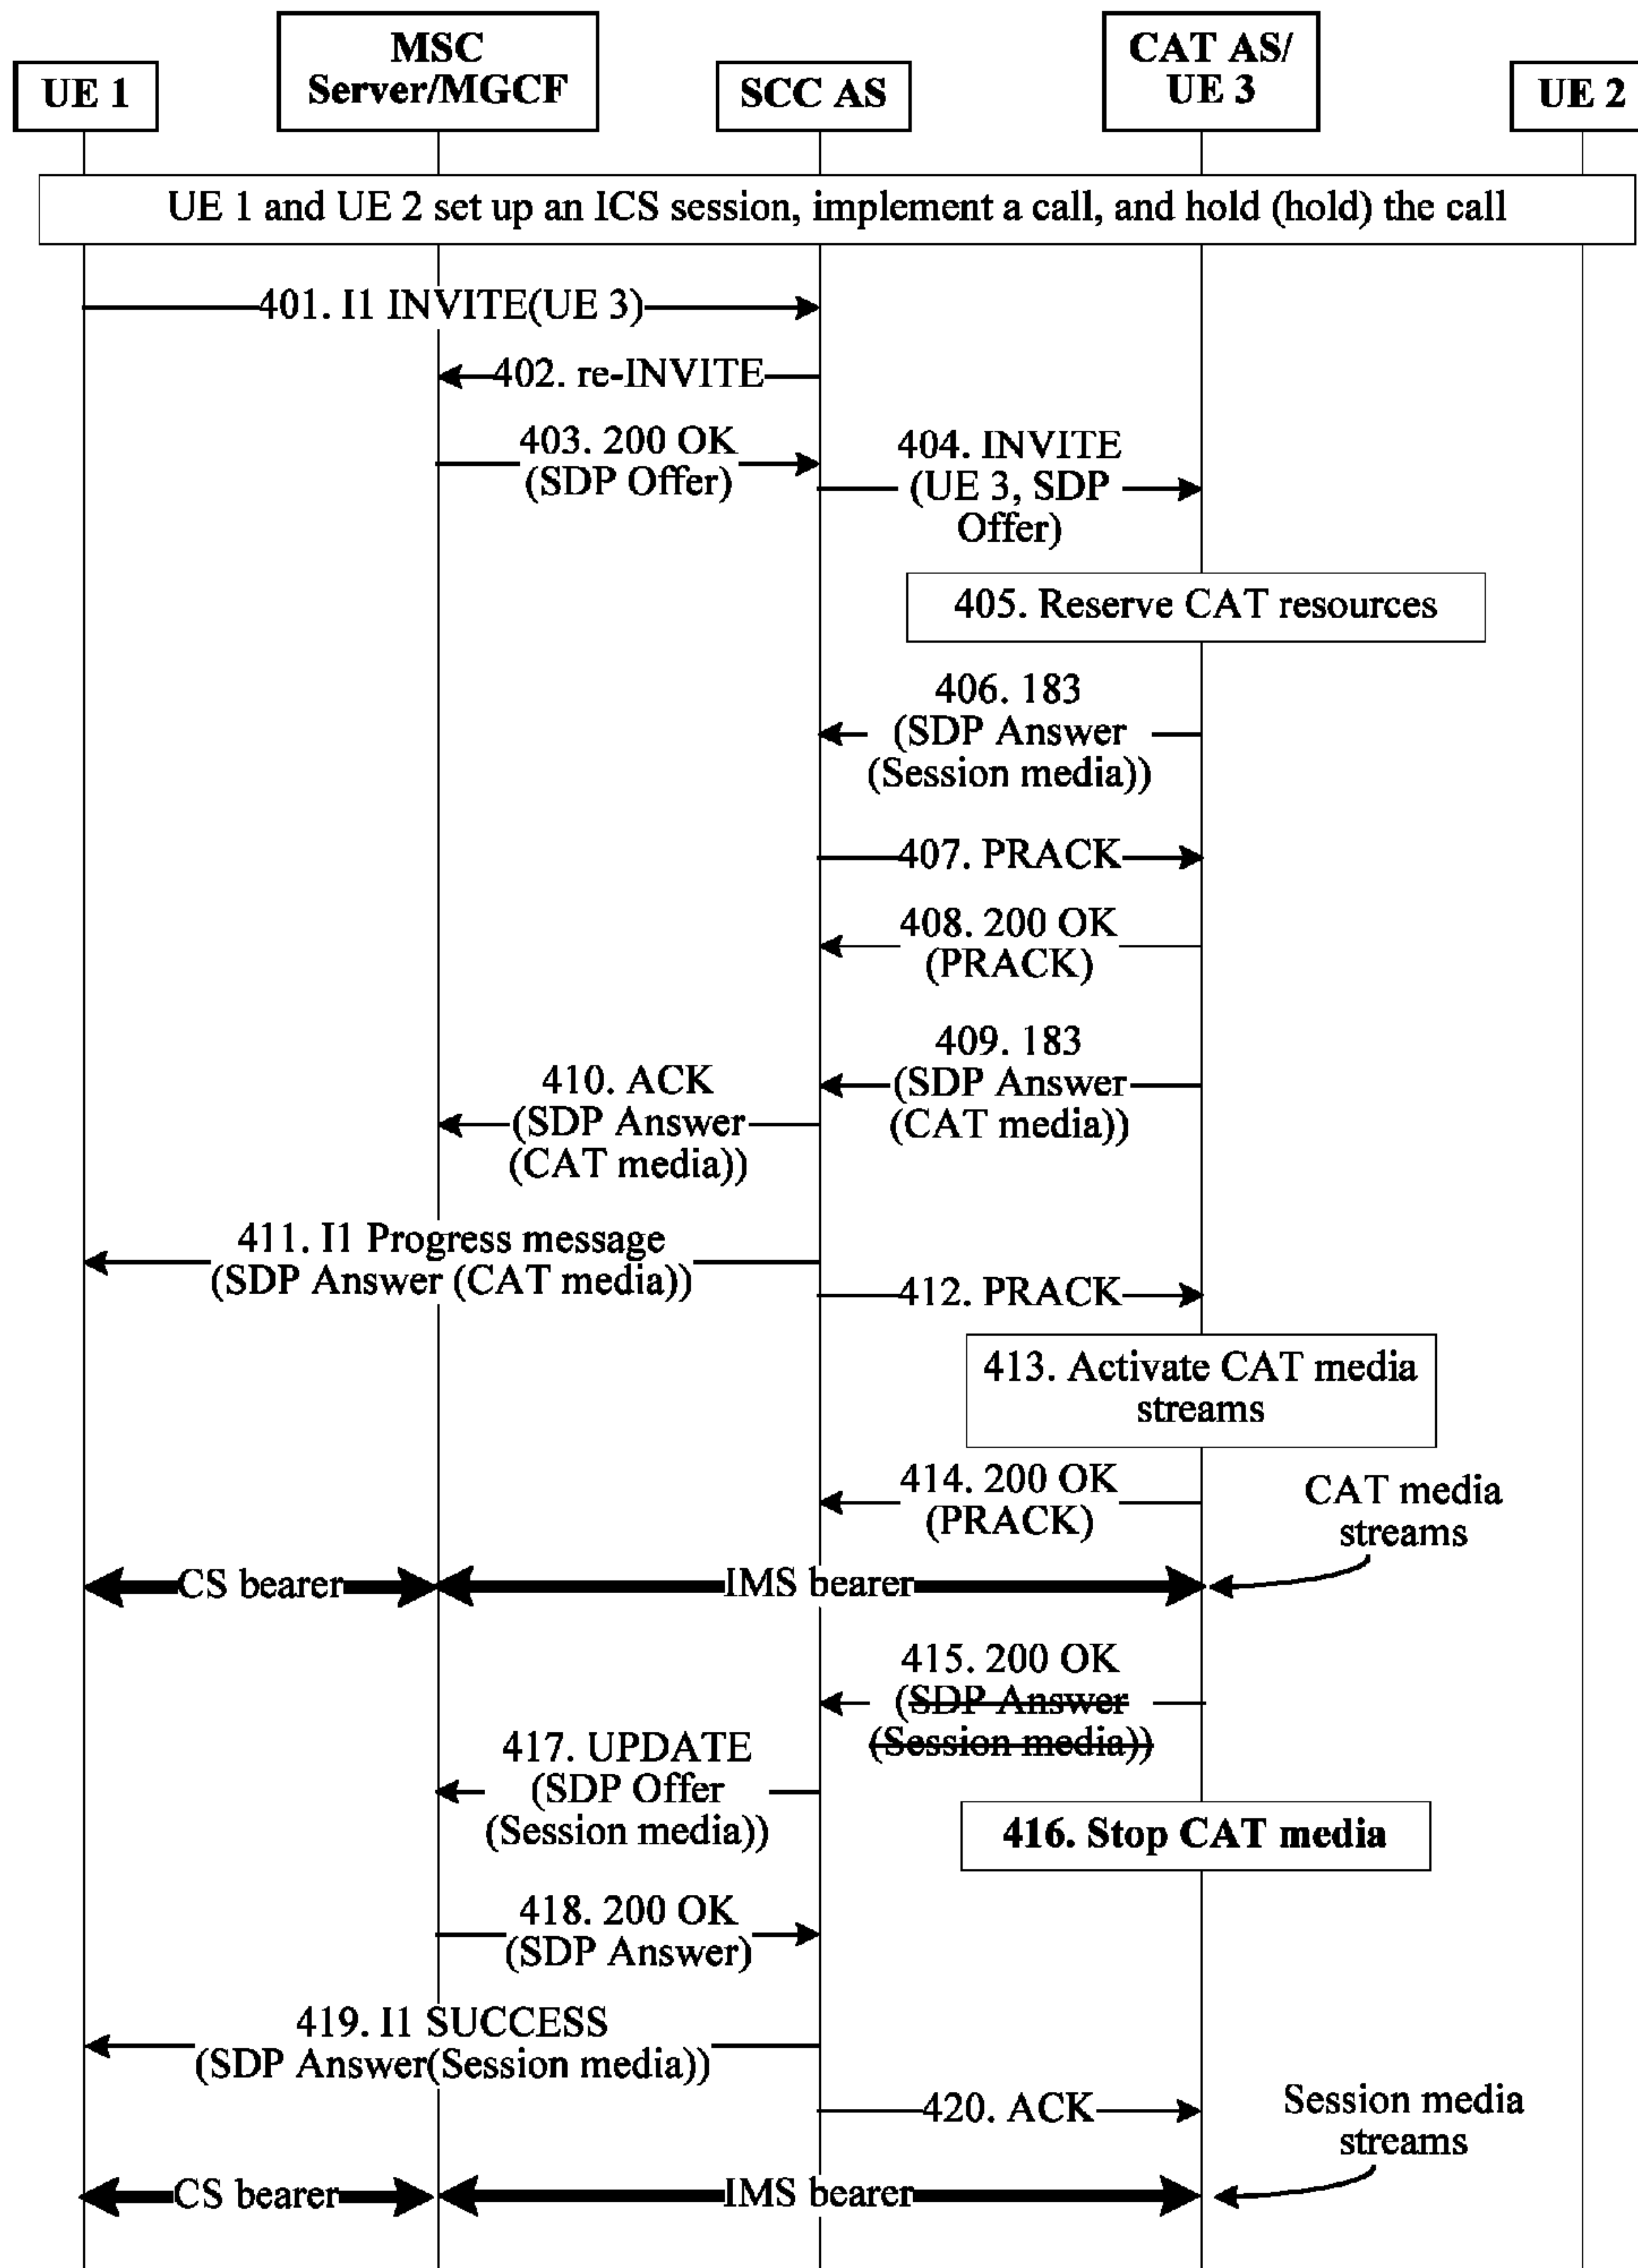 UE 1
MSC
Server/MGCF
SCC AS
CAT AS/
UE 3
UE 2
UE 1 and UE 2 set up an ICS session, implement a call, and hold (hold) the call
401. I1 INVITE(UE 3)
402. re-INVITE
403. 200 OK
(SDP Offer)
404. INVITE
(UE 3, SDP
Offer)
405. Reserve CAT resources
406. 183
(SDP Answer
(Session media))
407. PRACK
408. 200 OK
(PRACK)
409. 183
(SDP Answer
(CAT media))
410. ACK
(SDP Answer
(CAT media))
411. I1 Progress message
(SDP Answer (CAT media))
412. PRACK
413. Activate CAT media
streams
414. 200 OK
(PRACK)
CAT media
streams
CS bearer
IMS bearer
415. 200 OK
(SDP Answer
(Session media))
417. UPDATE
(SDP Offer
(Session media))
416. Stop CAT media
418. 200 OK
(SDP Answer)
419. I1 SUCCESS
(SDP Answer(Session media))
420. ACK
Session media
streams
CS bearer
IMS bearer